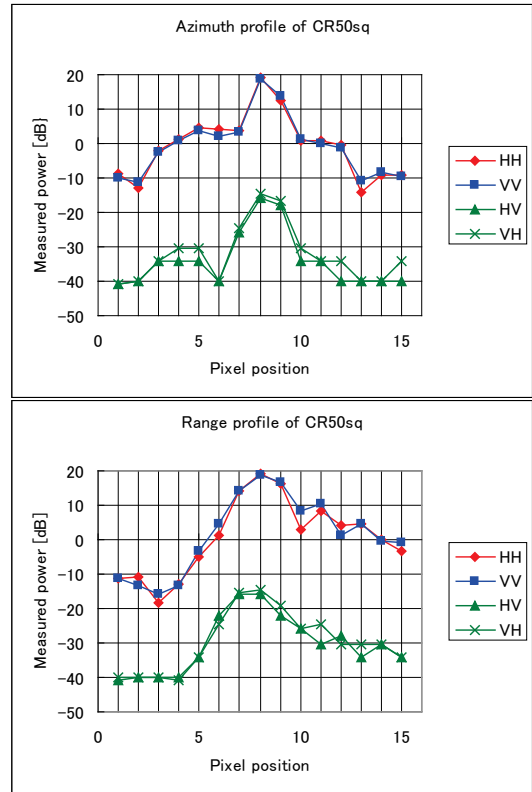 Azimuth profile of CR50sq
Measured power [dB}
20
10
0
-10
-20
-30
-40
-50
0
5
10
15
Pixel position
HH
VV
HV
VH
Range profile of CR50sq
Measured power [dB]
20
10
0
-10
-20
-30
-40
-50
0
5
10
15
Pixel position
HH
VV
HV
VH